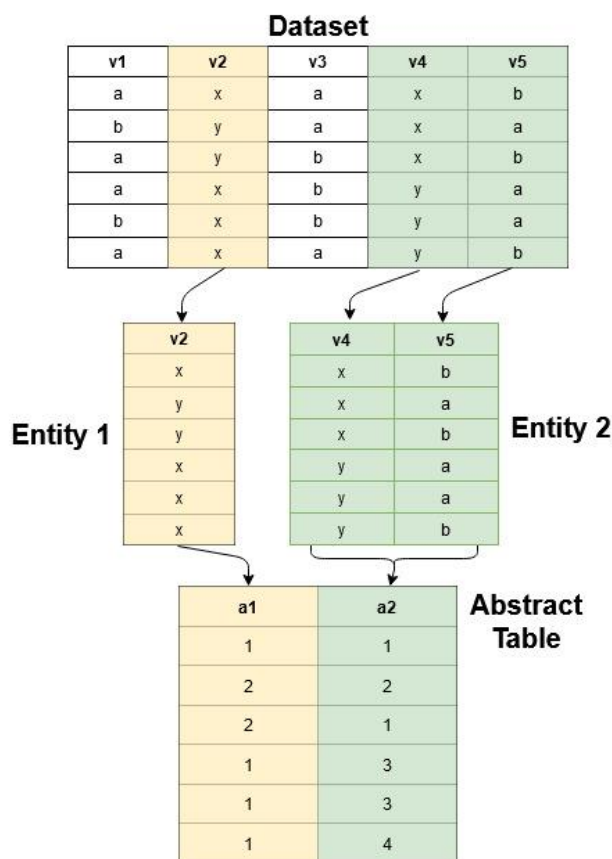 Dataset
v1 v2 v3 v4 v5
a x a x b
b y a x a
a y b x b
a x b y a
b x b y a
a x a y b
v2
x
y
y
x
x
x
Entity 1
v4 v5
x b
x a
x b
y a
y a
y b
Entity 2
Abstract
Table
a1 a2
1 1
2 2
2 1
1 3
1 3
1 4